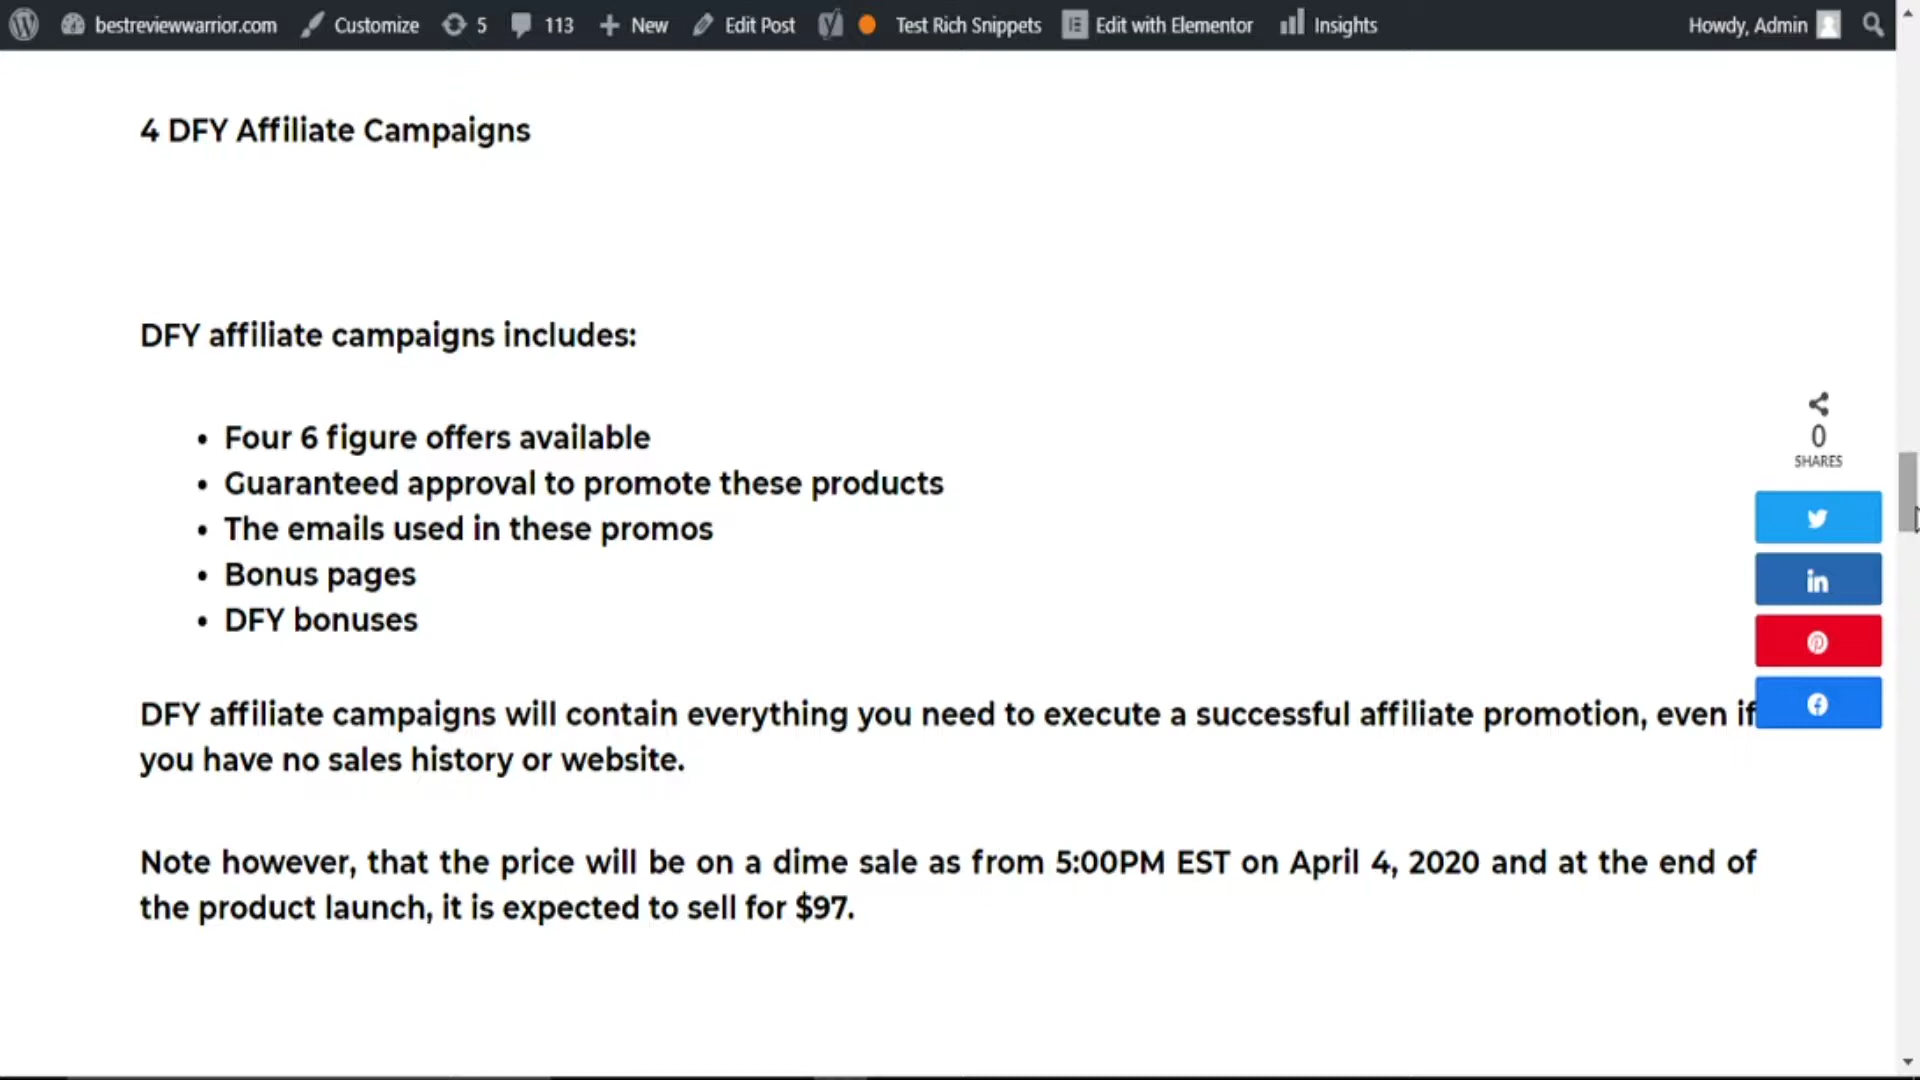 bestreviewwarrior.com Customize 5 113 New Edit Post Test Rich Snippets Edit with Elementor Insights Howdy, Admin
4 DFY Affiliate Campaigns
DFY affiliate campaigns includes:
• Four 6 figure offers available
• Guaranteed approval to promote these products
• The emails used in these promos
• Bonus pages
• DFY bonuses
0
SHARES
DFY affiliate campaigns will contain everything you need to execute a successful affiliate promotion, even if
you have no sales history or website.
Note however, that the price will be on a dime sale as from 5:00PM EST on April 4, 2020 and at the end of
the product launch, it is expected to sell for $97.